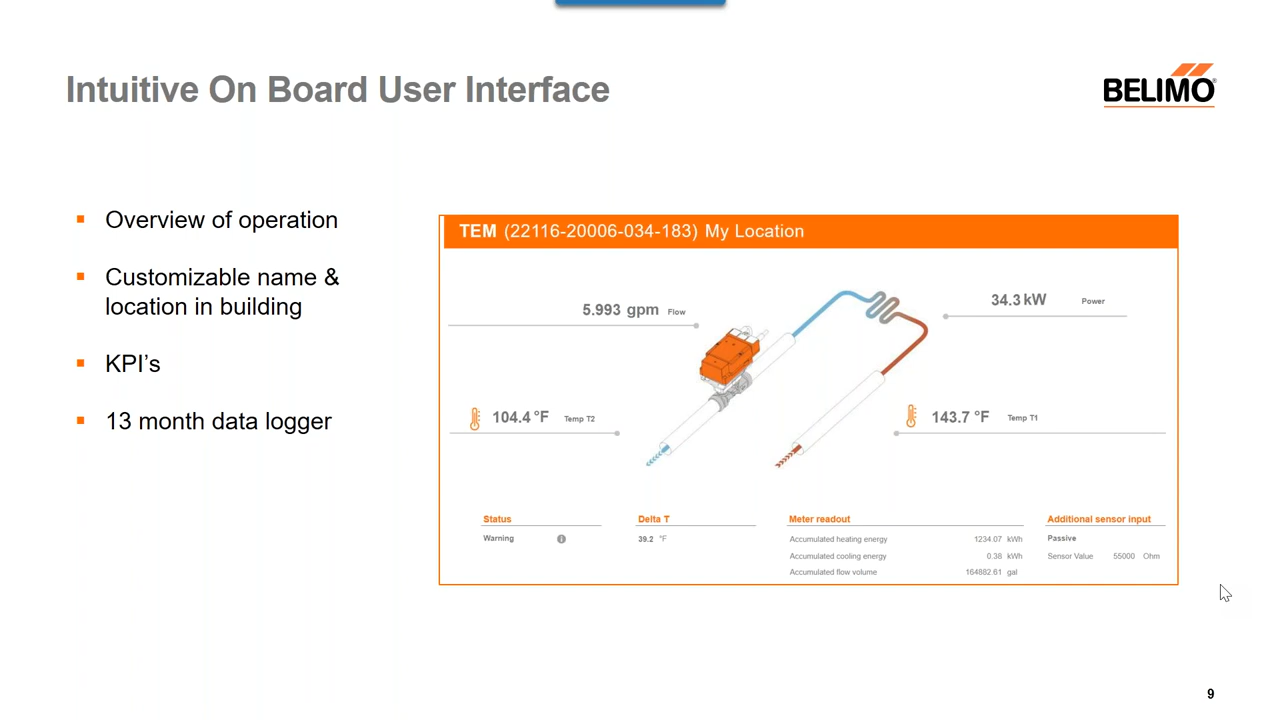 Intuitive On Board User Interface
BELIMO
Overview of operation
Customizable name &
location in building
KPI's
13 month data logger
TEM (22116-20006-034-183) My Location
5.993 gpm Flow
34.3 kW Power
104.4 °F Temp T2
143.7 °F Temp T1
Status
Warning
Delta T
39.2 °F
Meter readout
Accumulated heating energy 1234.07 kWh
Accumulated cooling energy 0.38 kWh
Accumulated flow volume 164882.61 gal
Additional sensor input
Passive
Sensor Value 55000 Ohm
9